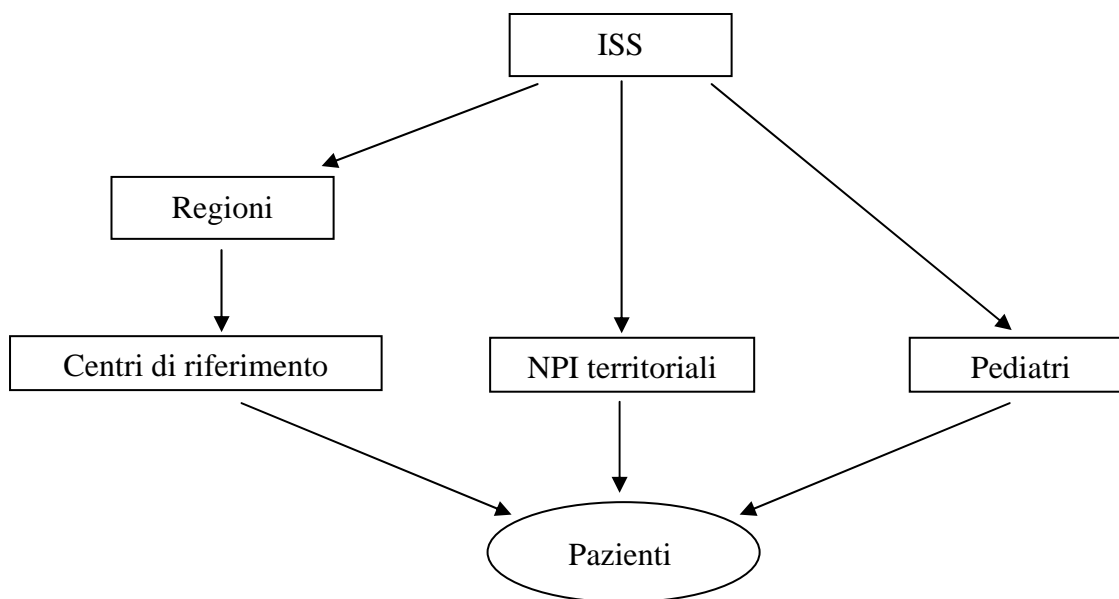 ISS
Regioni
Centri di riferimento
NPI territoriali
Pediatri
Pazienti